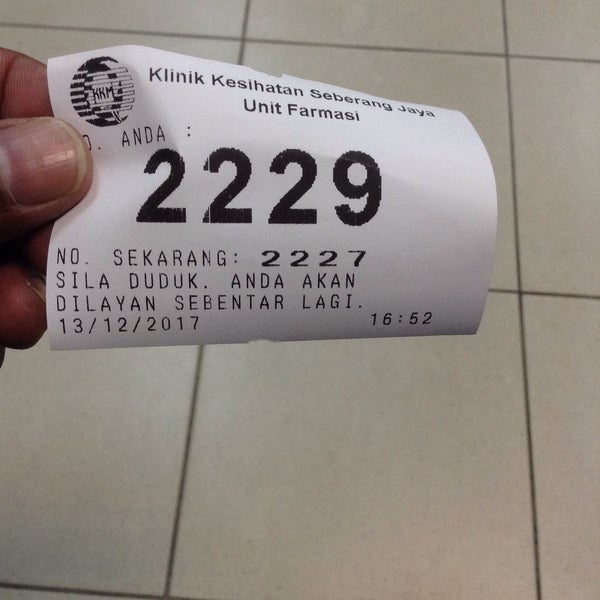 KKM
Klinik Kesihatan Seberang Jaya
Unit Farmasi
ANDA :
2229
NO. SEKARANG: 2227
SILA DUDUK. ANDA AKAN
DILAYAN SEBENTAR LAGI.
13/12/2017 16:52